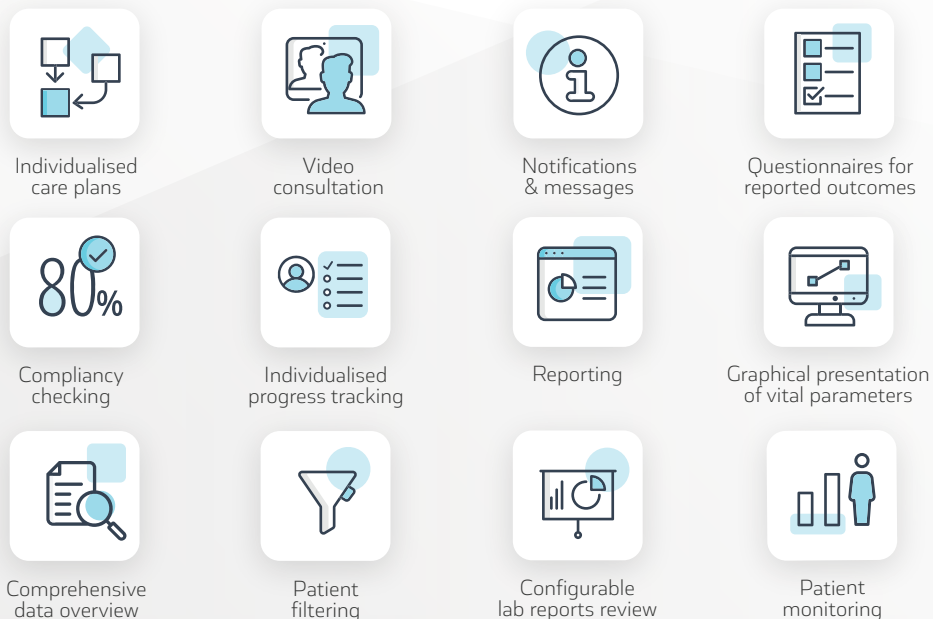 Individualised
care plans
Video
consultation
Notifications
& messages
Questionnaires for
reported outcomes
80%
Compliancy
checking
Individualised
progress tracking
Reporting
Graphical presentation
of vital parameters
Comprehensive
data overview
Patient
filtering
Configurable
lab reports review
Patient
monitoring